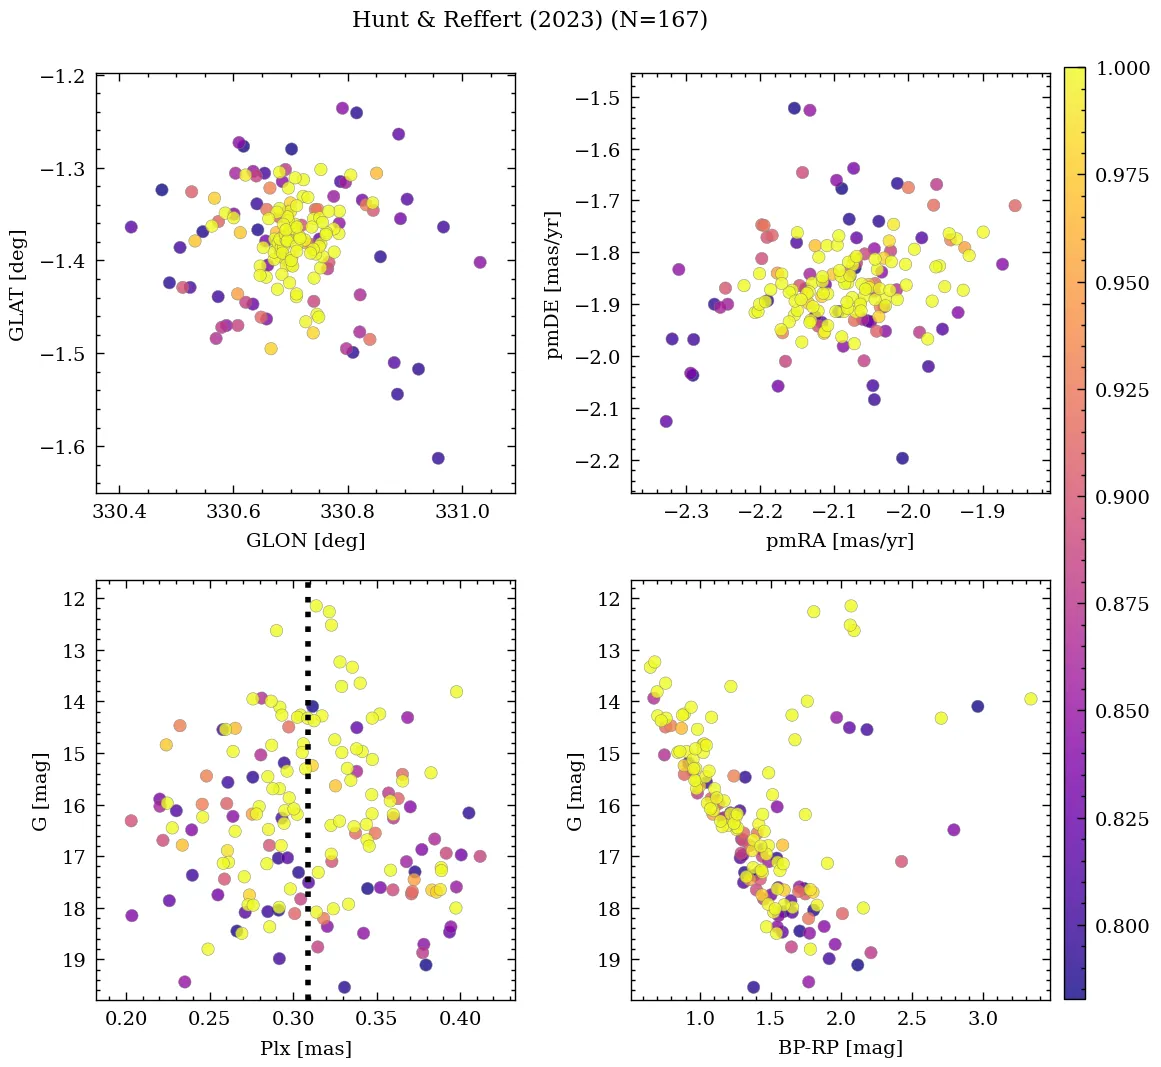 Hunt & Reffert (2023) (N=167)
−1.2
−1.3
−1.4
−1.5
−1.6
GLAT [deg]
330.4 330.6 330.8 331.0
GLON [deg]
−1.5
−1.6
−1.7
−1.8
−1.9
−2.0
−2.1
−2.2
pmDE [mas/yr]
−2.3 −2.2 −2.1 −2.0 −1.9
pmRA [mas/yr]
12
13
14
15
16
17
18
19
G [mag]
0.20 0.25 0.30 0.35 0.40
Plx [mas]
12
13
14
15
16
17
18
19
G [mag]
1.0 1.5 2.0 2.5 3.0
BP-RP [mag]
1.000
0.975
0.950
0.925
0.900
0.875
0.850
0.825
0.800